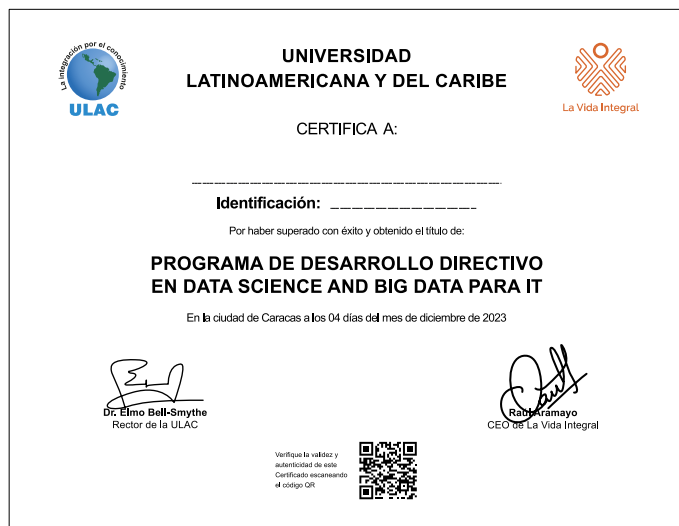 La integración por el conocimiento
ULAC
UNIVERSIDAD
LATINOAMERICANA Y DEL CARIBE
La Vida Integral
CERTIFICA A:
Identificación:
Por haber superado con éxito y obtenido el título de:
PROGRAMA DE DESARROLLO DIRECTIVO
EN DATA SCIENCE AND BIG DATA PARA IT
En la ciudad de Caracas a los 04 días del mes de diciembre de 2023
Dr. Elmo Bell-Smythe
Rector de la ULAC
Raúl Aramayo
CEO de La Vida Integral
Verifique la validez y
autenticidad de este
Certificado escaneando
el código QR